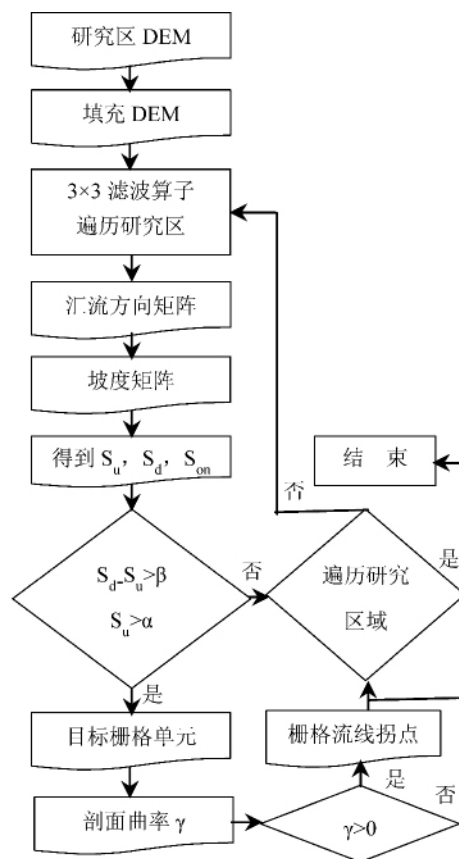 研究区 DEM
填充 DEM
3×3 滤波算子
遍历研究区
汇流方向矩阵
坡度矩阵
得到 Su，Sd，Son
Sd-Su>β
Su>α
否
是
目标栅格单元
剖面曲率 γ
γ>0
是
否
栅格流线拐点
遍历研究
区域
否
是
结 束